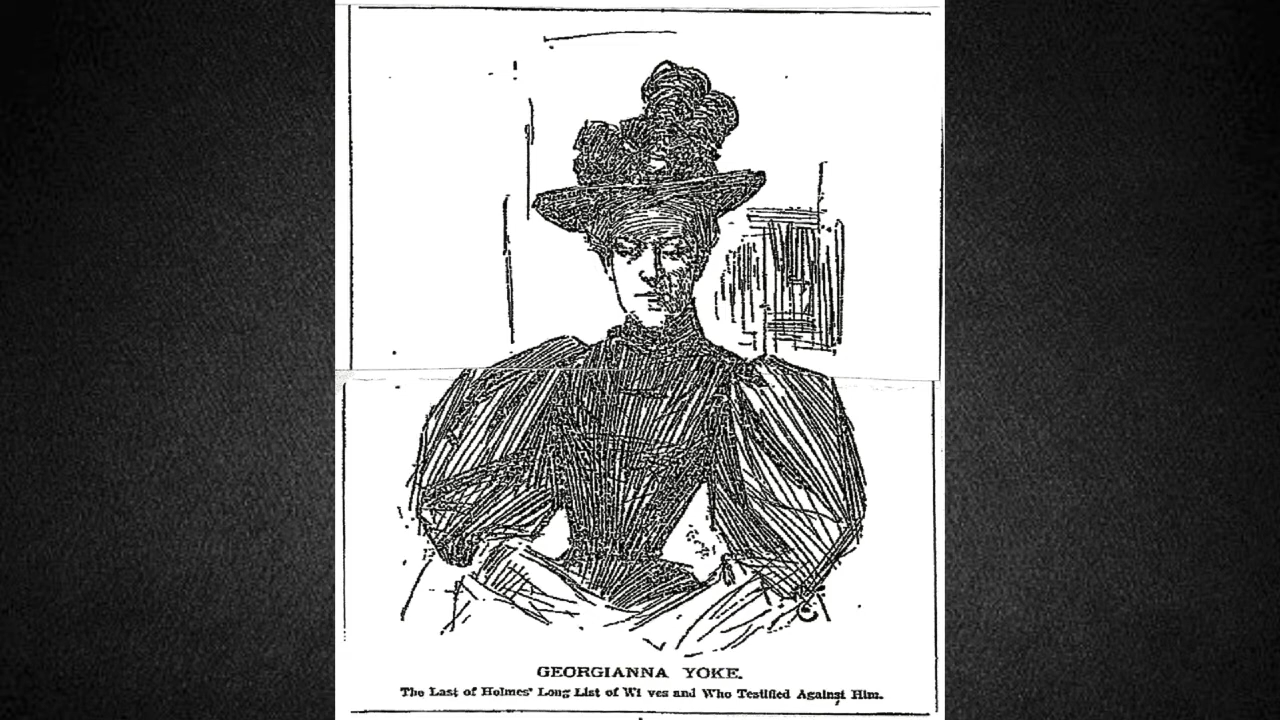 GEORGIANNA YOKE.
The Last of Holmes' Long List of Wi ves and Who Testified Against Him.